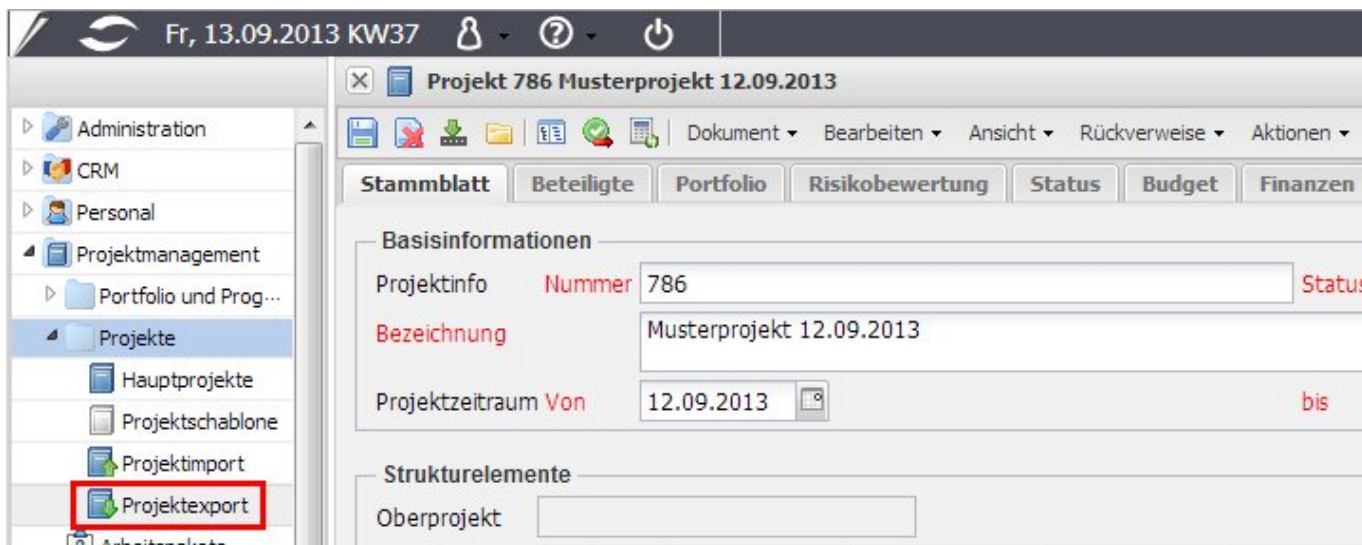 Fr, 13.09.2013 KW37
Projekt 786 Musterprojekt 12.09.2013
Administration
CRM
Personal
Projektmanagement
Portfolio und Prog...
Projekte
Hauptprojekte
Projektschablone
Projektimport
Projektexport
Dokument Bearbeiten Ansicht Rückverweise Aktionen
Stammblatt Beteiligte Portfolio Risikobewertung Status Budget Finanzen
Basisinformationen
Projektinfo Nummer 786 Status
Bezeichnung Musterprojekt 12.09.2013
Projektzeitraum Von 12.09.2013 bis
Strukturelemente
Oberprojekt